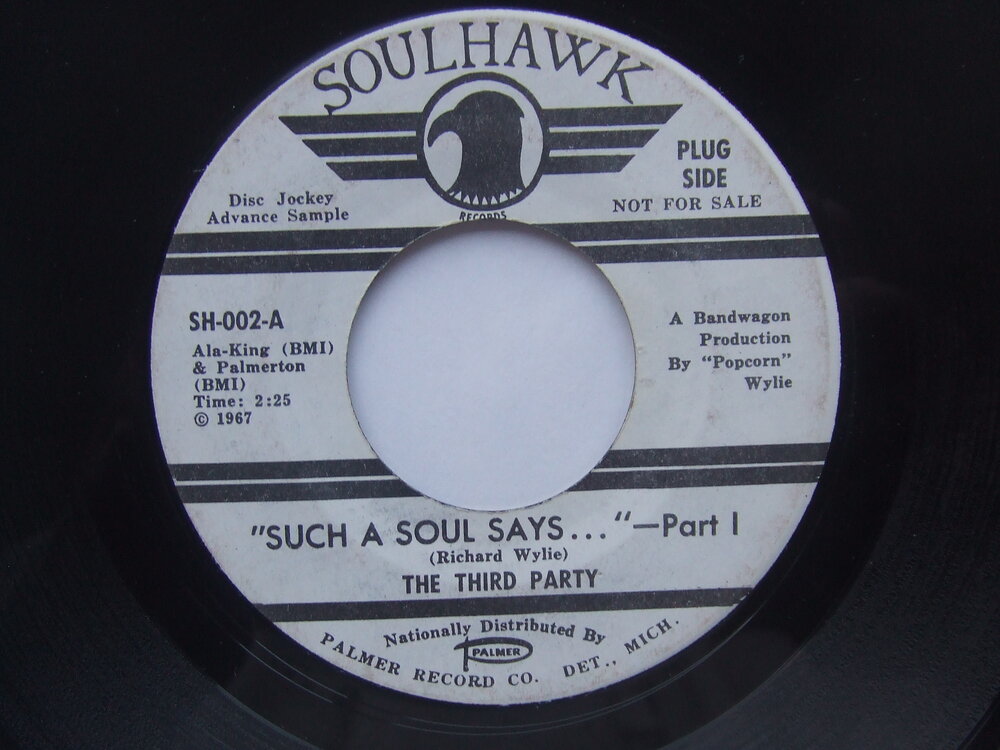 SOULHAWK
RECORDS
PLUG
SIDE
NOT FOR SALE
Disc Jockey
Advance Sample
SH-002-A
Ala-King (BMI)
& Palmerton
(BMI)
Time: 2:25
© 1967
A Bandwagon
Production
By "Popcorn"
Wylie
"SUCH A SOUL SAYS..."—Part I
(Richard Wylie)
THE THIRD PARTY
Nationally Distributed By
PALMER
PALMER RECORD CO. DET., MICH.